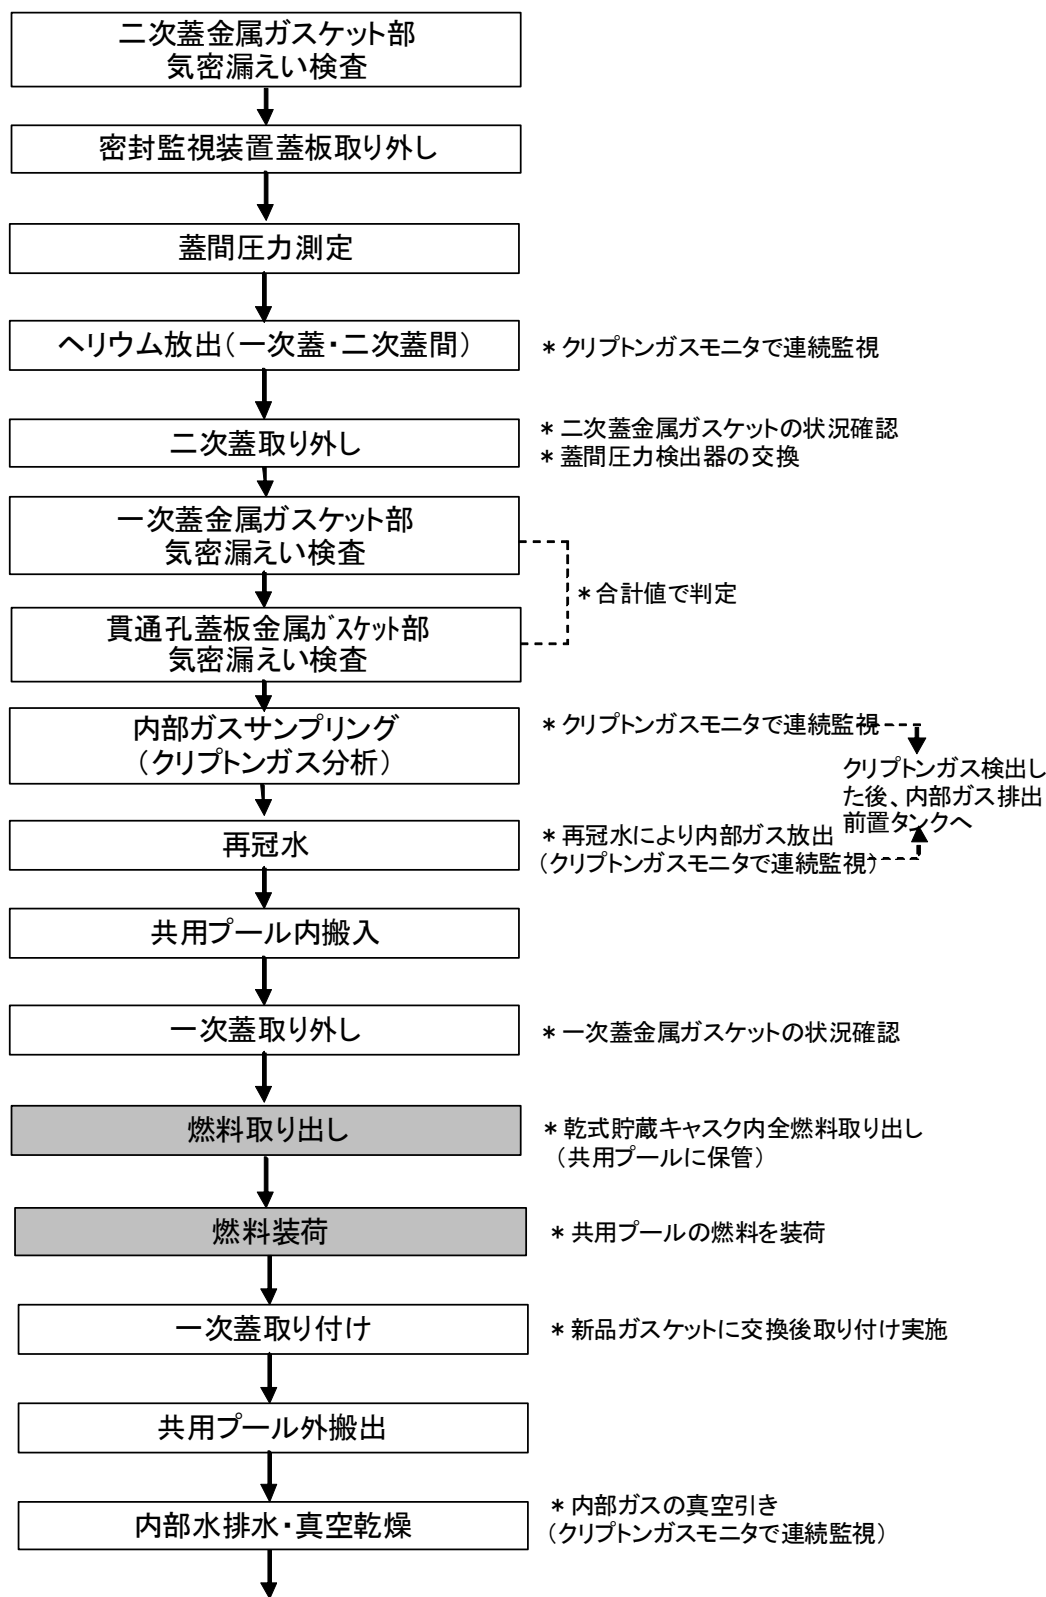 二次蓋金属ガスケット部
気密漏えい検査
密封監視装置蓋板取り外し
蓋間圧力測定
ヘリウム放出（一次蓋・二次蓋間）
＊クリプトンガスモニタで連続監視
二次蓋取り外し
＊二次蓋金属ガスケットの状況確認
＊蓋間圧力検出器の交換
一次蓋金属ガスケット部
気密漏えい検査
＊合計値で判定
貫通孔蓋板金属ｶﾞｽｹｯﾄ部
気密漏えい検査
内部ガスサンプリング
（クリプトンガス分析）
＊クリプトンガスモニタで連続監視
クリプトンガス検出し
た後、内部ガス排出
前置タンクへ
再冠水
＊再冠水により内部ガス放出
（クリプトンガスモニタで連続監視）
共用プール内搬入
一次蓋取り外し
＊一次蓋金属ガスケットの状況確認
燃料取り出し
＊乾式貯蔵キャスク内全燃料取り出し
（共用プールに保管）
燃料装荷
＊共用プールの燃料を装荷
一次蓋取り付け
＊新品ガスケットに交換後取り付け実施
共用プール外搬出
内部水排水・真空乾燥
＊内部ガスの真空引き
（クリプトンガスモニタで連続監視）